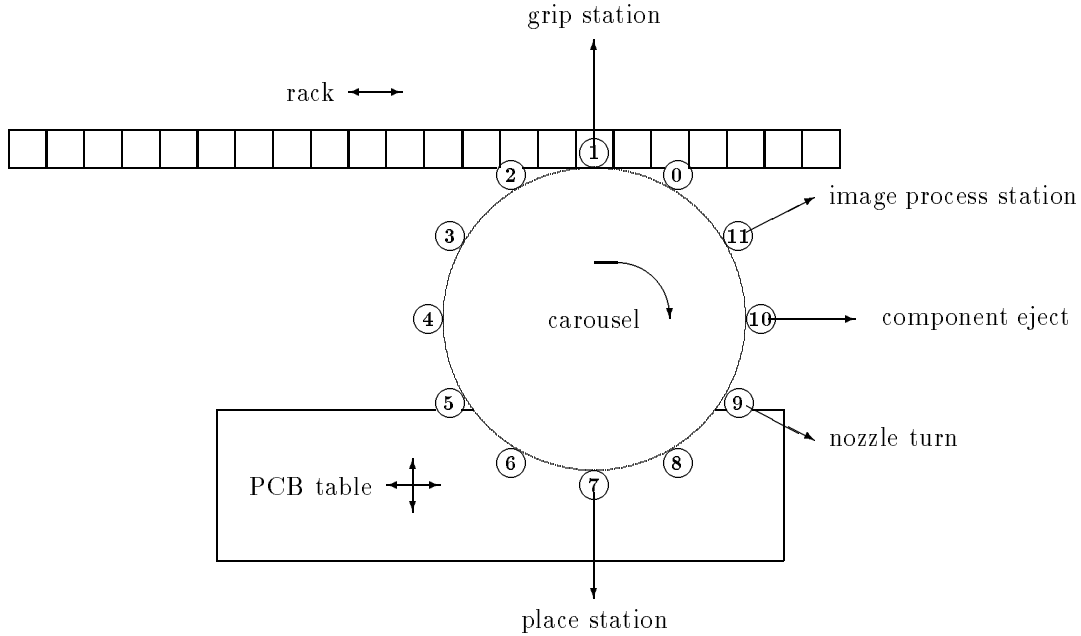 grip station
rack
1
2
0
3
11
image process station
4
carousel
10
component eject
5
9
nozzle turn
6
8
PCB table
7
place station